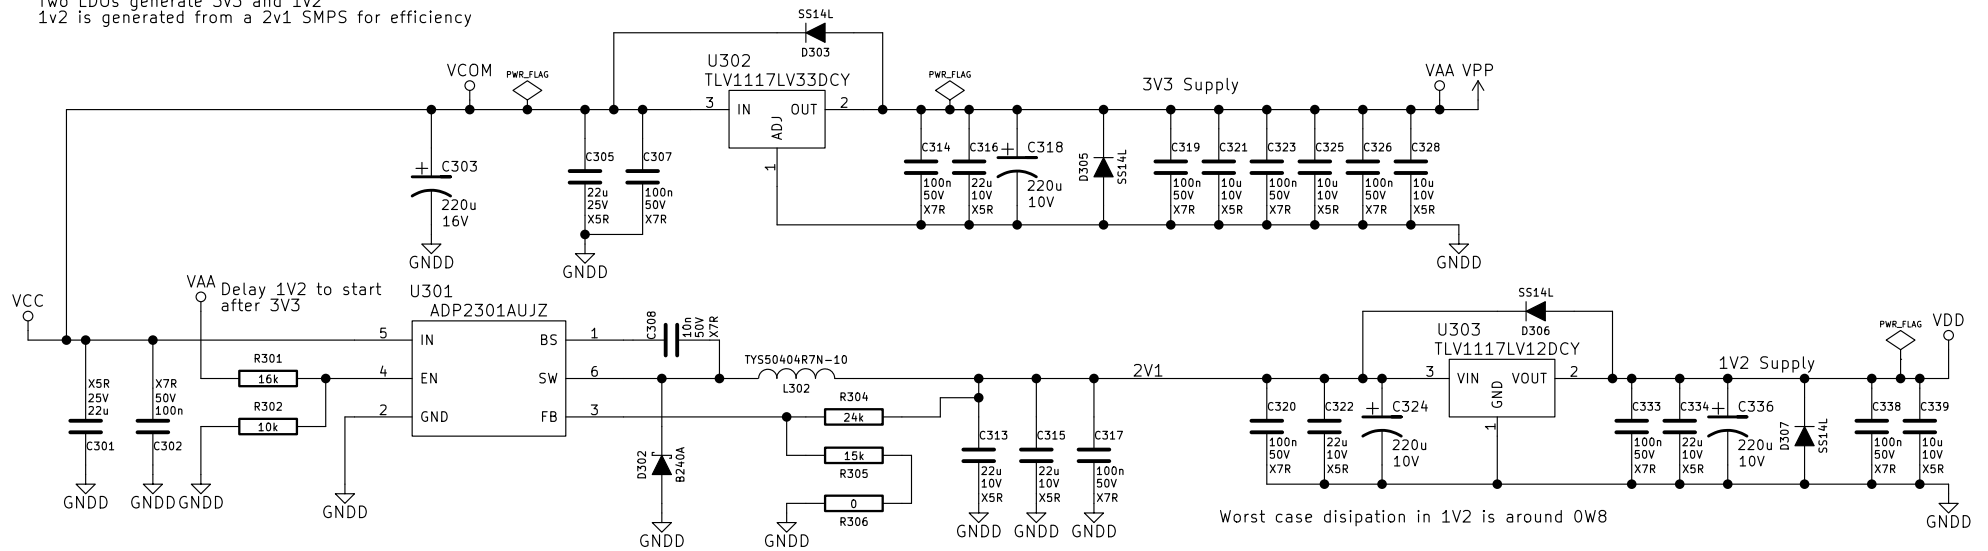 Two LDOs generate 3v3 and 1v2
1v2 is generated from a 2v1 SMPS for efficiency
SS14L
D303
VCOM
PWR_FLAG
U302
TLV1117LV33DCY
3
IN
OUT
2
ADJ
1
PWR_FLAG
3V3 Supply
VAA
VPP
+
C303
220u
16V
GNDD
C305
22u
25V
X5R
C307
100n
50V
X7R
GNDD
C314
100n
50V
X7R
C316
22u
10V
X5R
+
C318
220u
10V
D305
SS14L
C319
100n
50V
X7R
C321
10u
10V
X5R
C323
100n
50V
X7R
C325
10u
10V
X5R
C326
100n
50V
X7R
C328
10u
10V
X5R
GNDD
VCC
VAA
Delay 1V2 to start
after 3V3
U301
ADP2301AUJZ
5
IN
4
EN
2
GND
BS
1
SW
6
FB
3
X5R
25V
22u
C301
GNDD
X7R
50V
100n
C302
GNDD
R301
16k
R302
10k
GNDD
GNDD
C308
10n
50V
X7R
TYS50404R7N-10
L302
D302
B240A
GNDD
R304
24k
15k
R305
0
R306
GNDD
2V1
C313
22u
10V
X5R
GNDD
C315
22u
10V
X5R
GNDD
C317
100n
50V
X7R
GNDD
SS14L
D306
U303
TLV1117LV12DCY
3
VIN
VOUT
2
GND
1
1V2 Supply
PWR_FLAG
VDD
C320
100n
50V
X7R
C322
22u
10V
X5R
+
C324
220u
10V
C333
100n
50V
X7R
C334
22u
10V
X5R
+
C336
220u
10V
D307
SS14L
C338
100n
50V
X7R
C339
10u
10V
X5R
GNDD
Worst case disipation in 1V2 is around 0W8